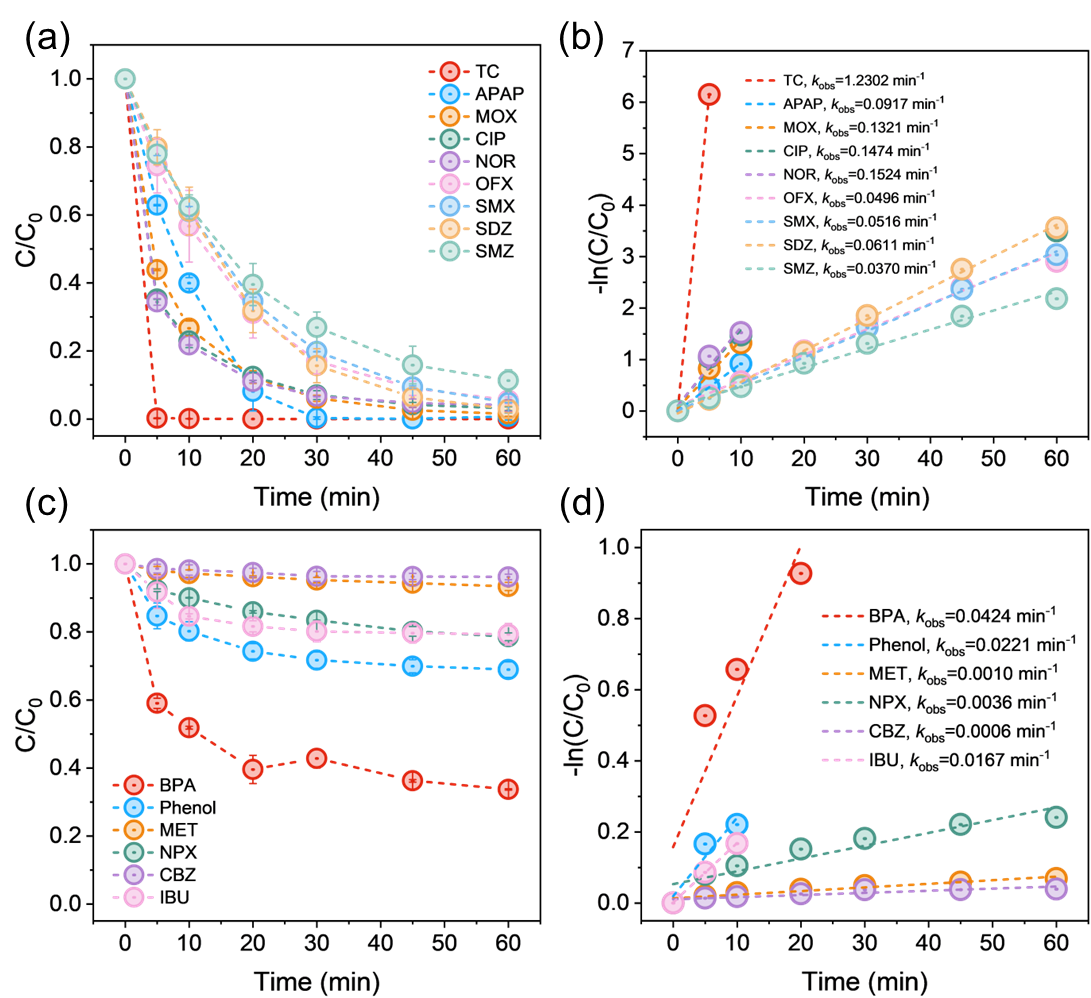 (a)
C/C₀
1.0
0.8
0.6
0.4
0.2
0.0
TC
APAP
MOX
CIP
NOR
OFX
SMX
SDZ
SMZ
0 10 20 30 40 50 60
Time (min)
(b)
-ln(C/C₀)
7
6
5
4
3
2
1
0
TC, kobs=1.2302 min⁻¹
APAP, kobs=0.0917 min⁻¹
MOX, kobs=0.1321 min⁻¹
CIP, kobs=0.1474 min⁻¹
NOR, kobs=0.1524 min⁻¹
OFX, kobs=0.0496 min⁻¹
SMX, kobs=0.0516 min⁻¹
SDZ, kobs=0.0611 min⁻¹
SMZ, kobs=0.0370 min⁻¹
0 10 20 30 40 50 60
Time (min)
(c)
C/C₀
1.0
0.8
0.6
0.4
0.2
0.0
BPA
Phenol
MET
NPX
CBZ
IBU
0 10 20 30 40 50 60
Time (min)
(d)
-ln(C/C₀)
1.0
0.8
0.6
0.4
0.2
0.0
BPA, kobs=0.0424 min⁻¹
Phenol, kobs=0.0221 min⁻¹
MET, kobs=0.0010 min⁻¹
NPX, kobs=0.0036 min⁻¹
CBZ, kobs=0.0006 min⁻¹
IBU, kobs=0.0167 min⁻¹
0 10 20 30 40 50 60
Time (min)